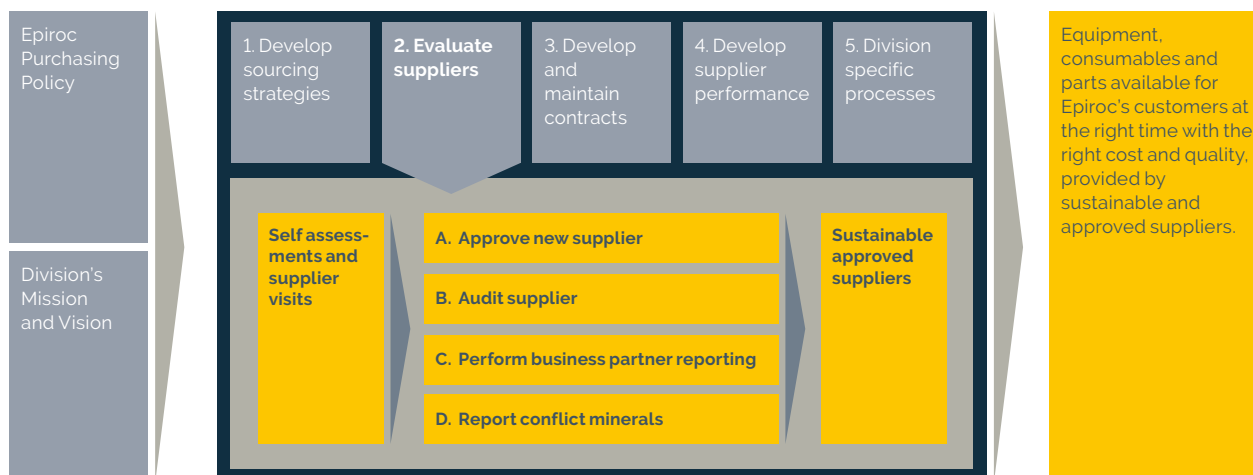 Epiroc
Purchasing
Policy
Division's
Mission
and Vision
1. Develop
sourcing
strategies
2. Evaluate
suppliers
3. Develop
and
maintain
contracts
4. Develop
supplier
performance
5. Division
specific
processes
Self assess-
ments and
supplier
visits
A. Approve new supplier
B. Audit supplier
C. Perform business partner reporting
D. Report conflict minerals
Sustainable
approved
suppliers
Equipment,
consumables and
parts available for
Epiroc's customers at
the right time with the
right cost and quality,
provided by
sustainable and
approved suppliers.